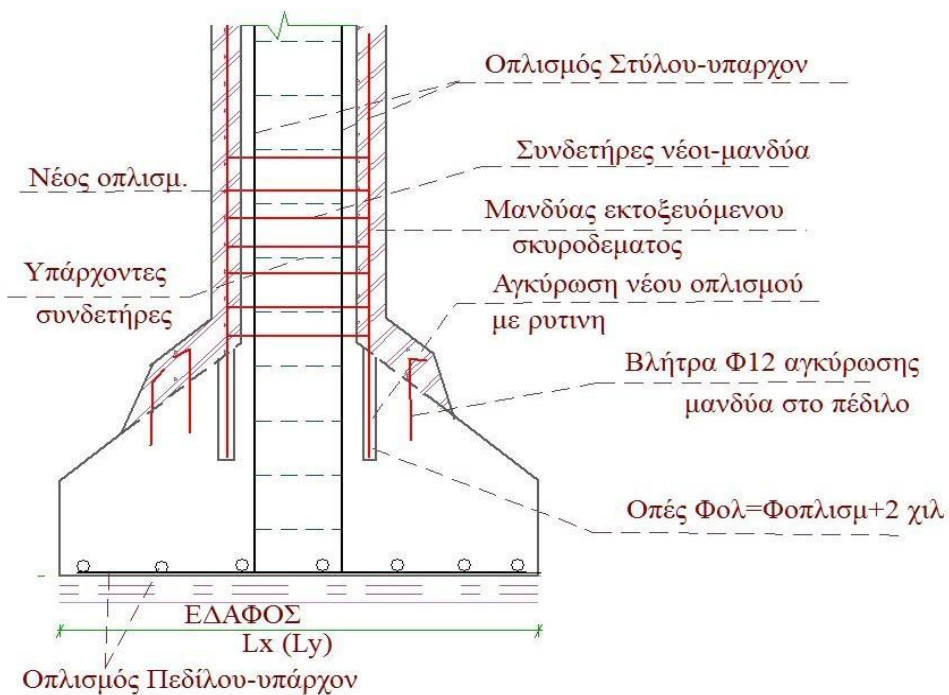 Οπλισμός Στύλου-υπαρχον
Συνδετήρες νέοι-μανδύα
Νέος οπλισμ.
Μανδύας εκτοξευόμενου
σκυροδεματος
Υπάρχοντες
συνδετήρες
Αγκύρωση νέου οπλισμού
με ρυτινη
Βλήτρα Φ12 αγκύρωσης
μανδύα στο πέδιλο
Οπές Φολ=Φοπλισμ+2 χιλ
ΕΔΑΦΟΣ
Lx (Ly)
Οπλισμός Πεδίλου-υπάρχον